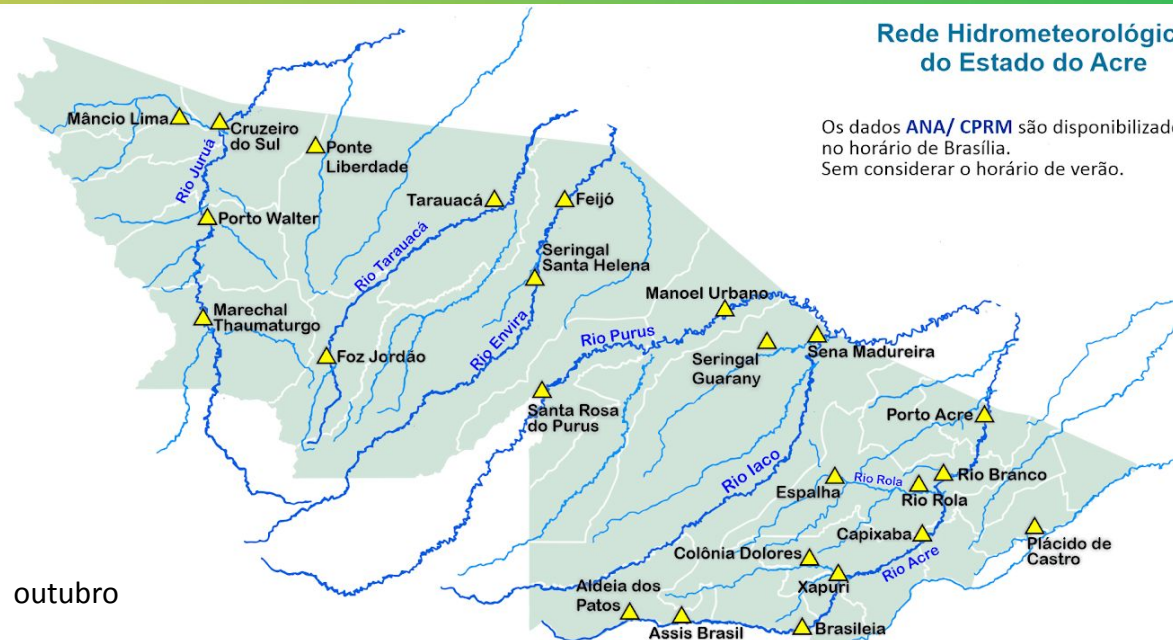 Rede Hidrometeorológic
do Estado do Acre
Os dados ANA/ CPRM são disponibilizad
no horário de Brasília.
Sem considerar o horário de verão.
Mâncio Lima
Cruzeiro
do Sul
Ponte
Liberdade
Rio Juruá
Tarauacá
Feijó
Porto Walter
Rio Tarauacá
Seringal
Santa Helena
Manoel Urbano
Marechal
Thaumaturgo
Rio Envira
Rio Purus
Foz Jordão
Seringal
Guarany
Sena Madureira
Santa Rosa
do Purus
Porto Acre
Rio Iaco
Espalha
Rio Rola
Rio Rola
Rio Branco
Capixaba
Plácido de
Castro
Colônia Dolores
Rio Acre
Xapuri
outubro
Aldeia dos
Patos
Assis Brasil
Brasileia